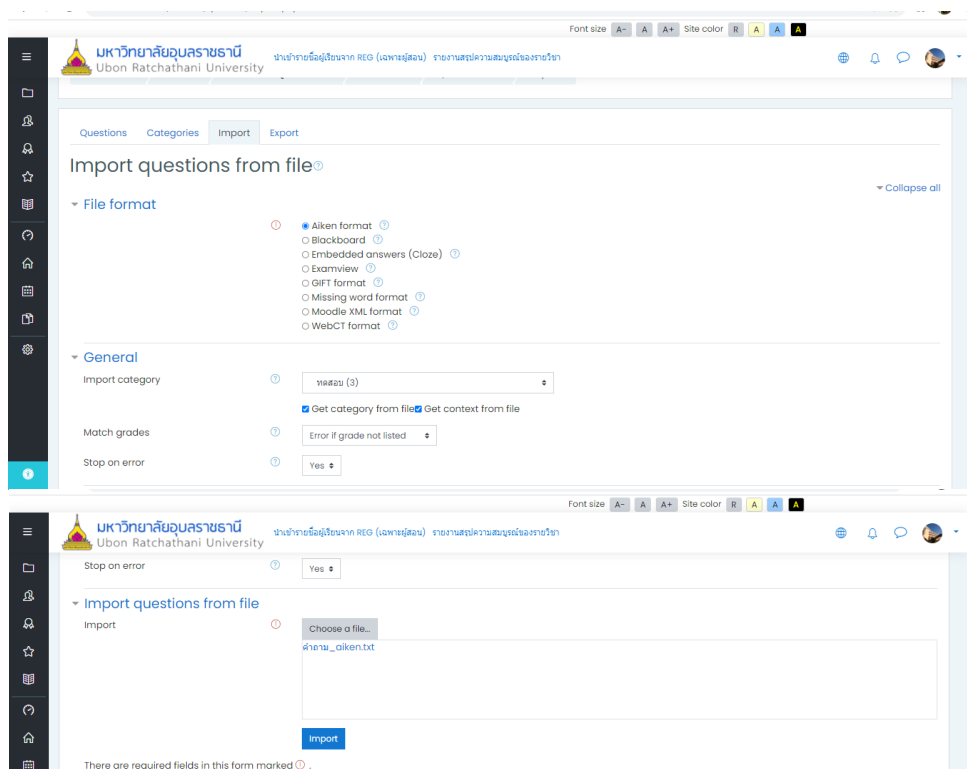 Font size A- A A+ Site color R A A A
มหาวิทยาลัยอุบลราชธานี
Ubon Ratchathani University
นำเข้ารายชื่อผู้เรียนจาก REG (เฉพาะผู้สอน) รายงานสรุปความสมบูรณ์ของรายวิชา
Questions Categories Import Export
Import questions from file
Collapse all
File format
Aiken format
Blackboard
Embedded answers (Cloze)
Examview
GIFT format
Missing word format
Moodle XML format
WebCT format
General
Import category ทดสอบ (3)
Get category from file Get context from file
Match grades Error if grade not listed
Stop on error Yes
Font size A- A A+ Site color R A A A
มหาวิทยาลัยอุบลราชธานี
Ubon Ratchathani University
นำเข้ารายชื่อผู้เรียนจาก REG (เฉพาะผู้สอน) รายงานสรุปความสมบูรณ์ของรายวิชา
Stop on error Yes
Import questions from file
Import Choose a file...
คำถาม_aiken.txt
Import
There are required fields in this form marked .